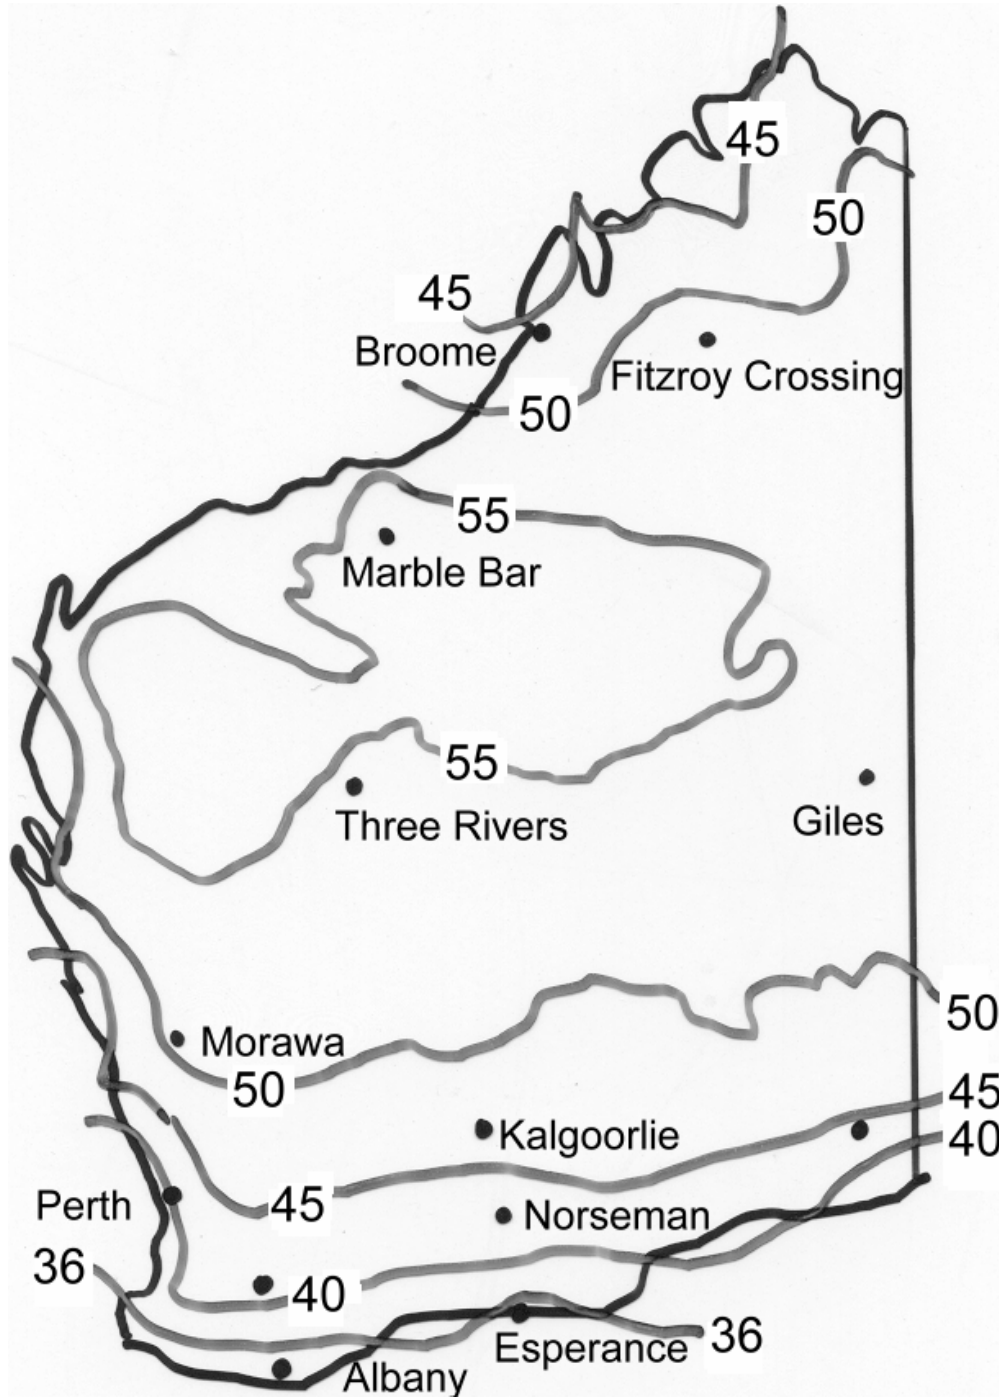 45
50
45
Broome
Fitzroy Crossing
50
55
Marble Bar
55
Three Rivers
Giles
50
Morawa
50
45
Kalgoorlie
40
Perth
45
Norseman
36
40
36
Esperance
Albany